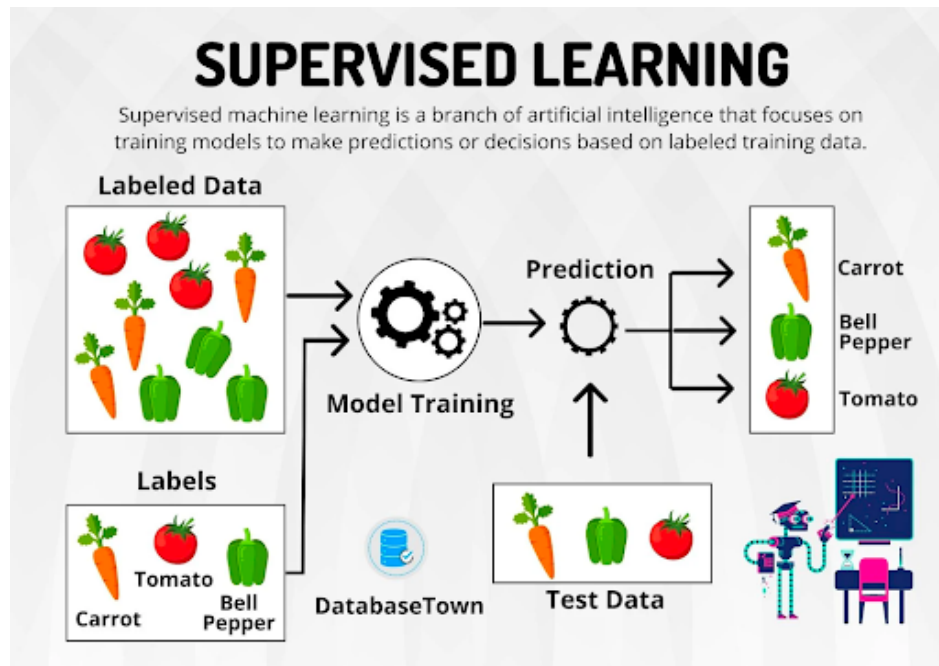 SUPERVISED LEARNING
Supervised machine learning is a branch of artificial intelligence that focuses on
training models to make predictions or decisions based on labeled training data.
Labeled Data
Prediction
Carrot
Bell
Pepper
Tomato
Model Training
Labels
Carrot
Tomato
Bell
Pepper
DatabaseTown
Test Data